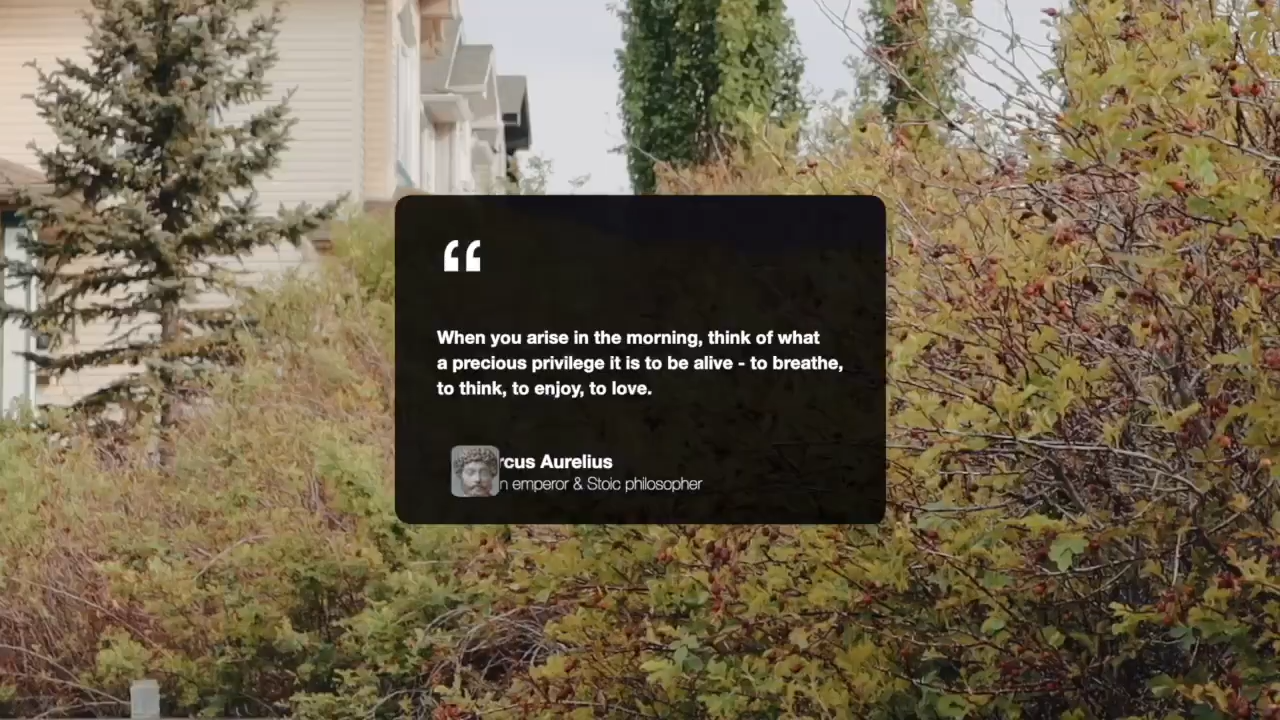 “
When you arise in the morning, think of what
a precious privilege it is to be alive - to breathe,
to think, to enjoy, to love.
rcus Aurelius
n emperor & Stoic philosopher